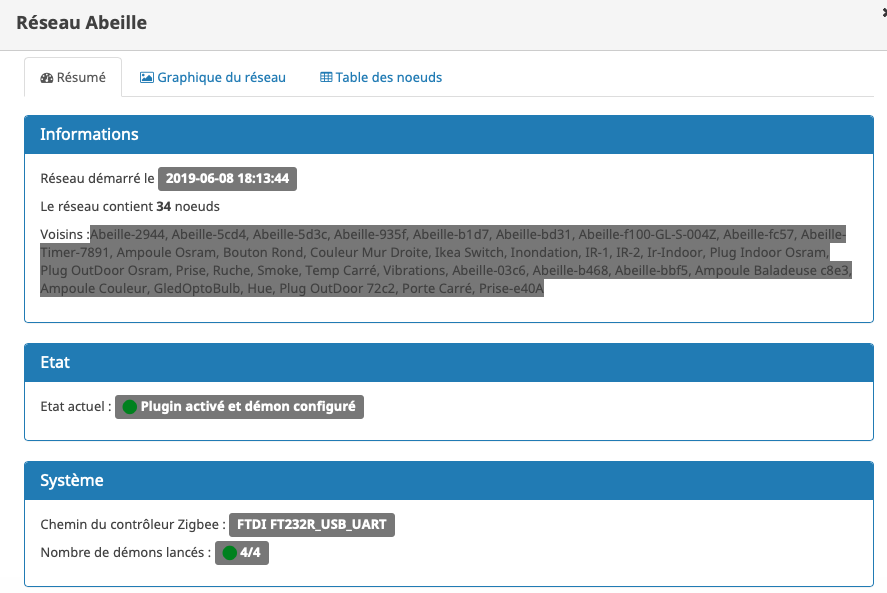 Réseau Abeille
Résumé
Graphique du réseau
Table des noeuds
Informations
Réseau démarré le 2019-06-08 18:13:44
Le réseau contient 34 noeuds
Voisins :Abeille-2944, Abeille-5cd4, Abeille-5d3c, Abeille-935f, Abeille-b1d7, Abeille-bd31, Abeille-f100-GL-S-004Z, Abeille-fc57, Abeille-
Timer-7891, Ampoule Osram, Bouton Rond, Couleur Mur Droite, Ikea Switch, Inondation, IR-1, IR-2, Ir-Indoor, Plug Indoor Osram,
Plug OutDoor Osram, Prise, Ruche, Smoke, Temp Carré, Vibrations, Abeille-03c6, Abeille-b468, Abeille-bbf5, Ampoule Baladeuse c8e3,
Ampoule Couleur, GledOptoBulb, Hue, Plug OutDoor 72c2, Porte Carré, Prise-e40A
Etat
Etat actuel : Plugin activé et démon configuré
Système
Chemin du contrôleur Zigbee : FTDI FT232R_USB_UART
Nombre de démons lancés : 4/4